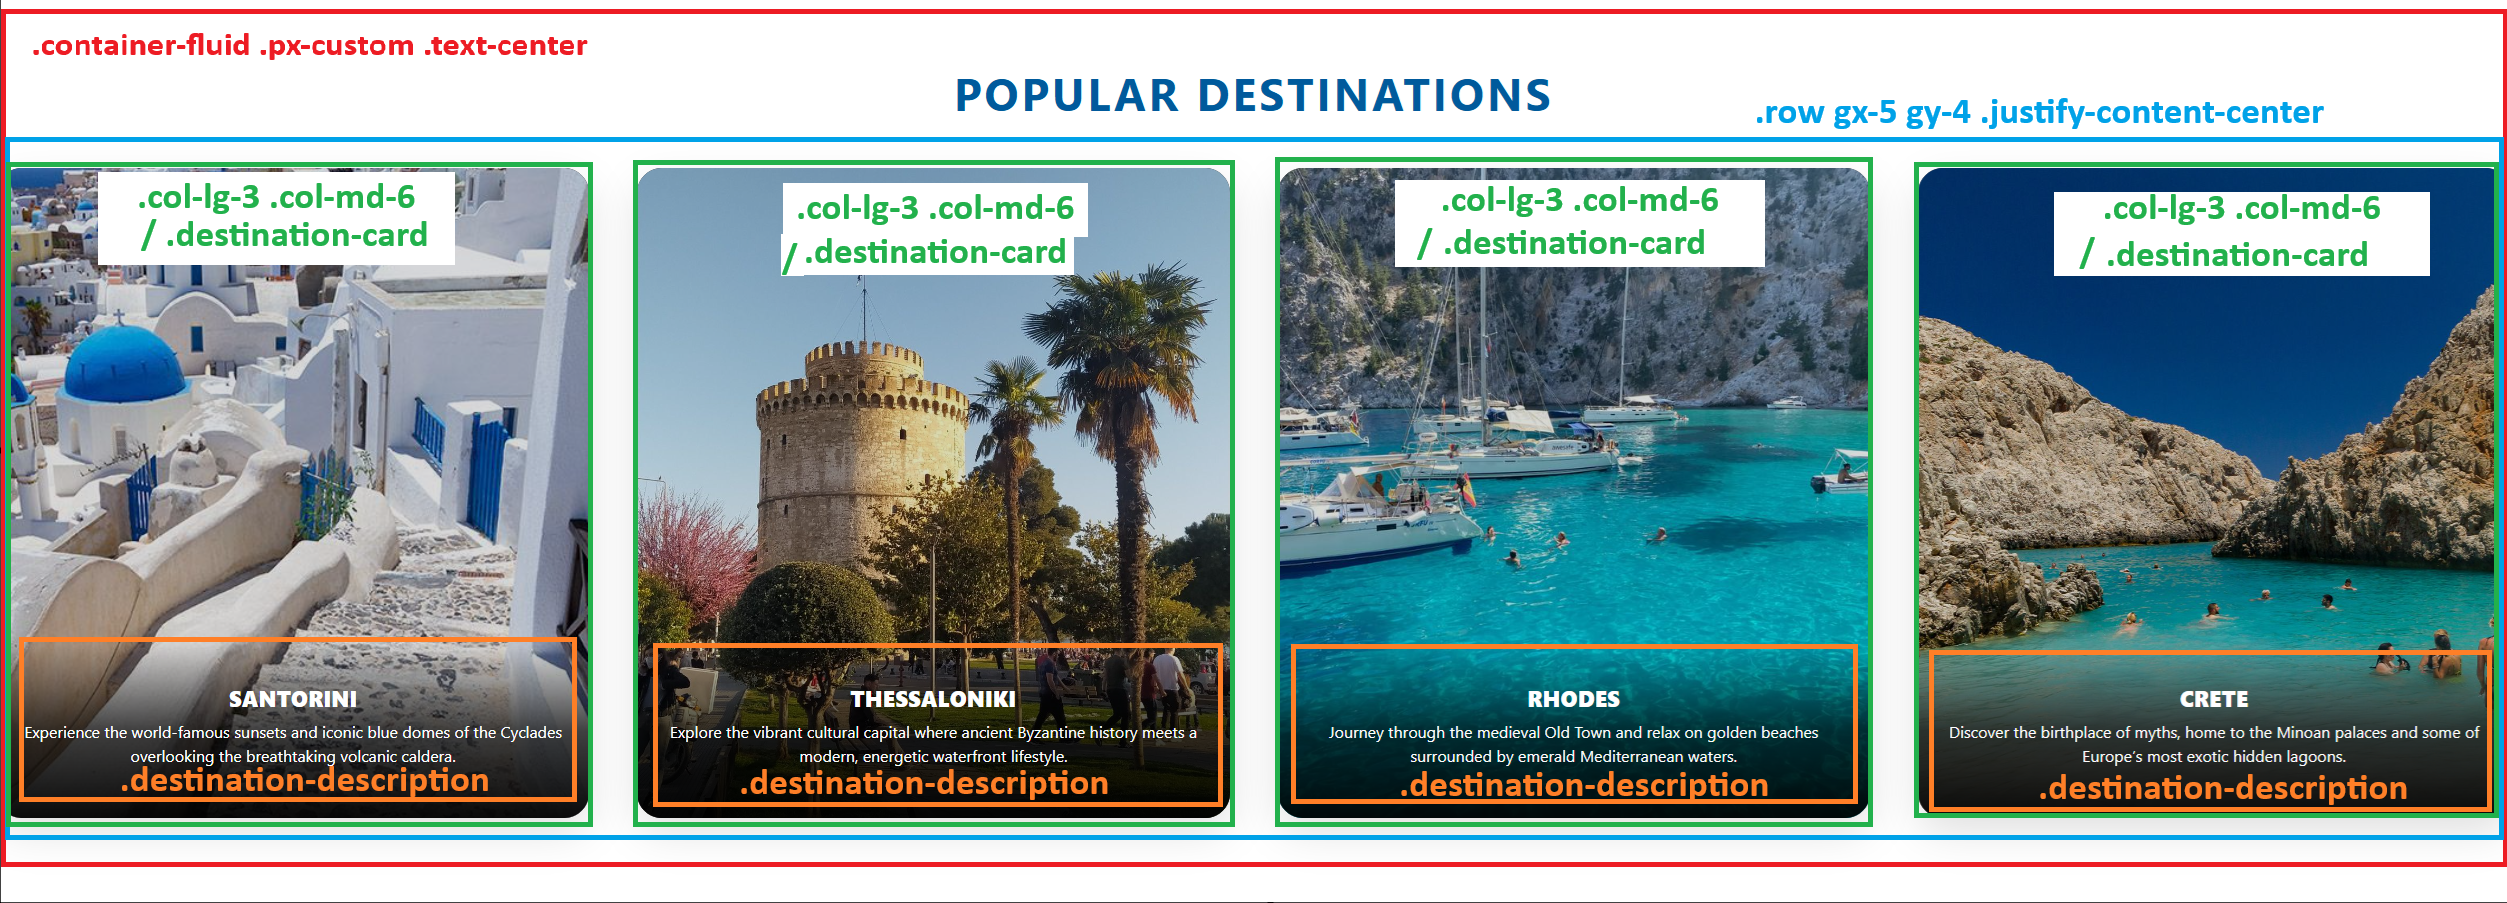 .container-fluid .px-custom .text-center
POPULAR DESTINATIONS
.row gx-5 gy-4 .justify-content-center
.col-lg-3 .col-md-6
/ .destination-card
SANTORINI
Experience the world-famous sunsets and iconic blue domes of the Cyclades
overlooking the breathtaking volcanic caldera.
.destination-description
.col-lg-3 .col-md-6
/ .destination-card
THESSALONIKI
Explore the vibrant cultural capital where ancient Byzantine history meets a
modern, energetic waterfront lifestyle.
.destination-description
.col-lg-3 .col-md-6
/ .destination-card
RHODES
Journey through the medieval Old Town and relax on golden beaches
surrounded by emerald Mediterranean waters.
.destination-description
.col-lg-3 .col-md-6
/ .destination-card
CRETE
Discover the birthplace of myths, home to the Minoan palaces and some of
Europe's most exotic hidden lagoons.
.destination-description